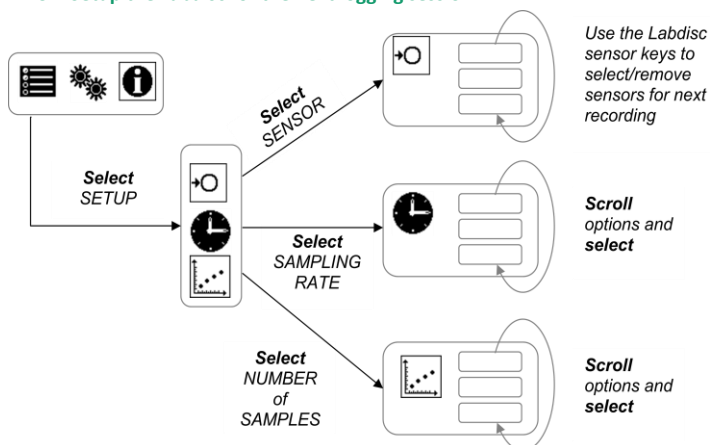 Use the Labdisc
sensor keys to
select/remove
sensors for next
recording
Select
SENSOR
Select
SETUP
Select
SAMPLING
RATE
Scroll
options and
select
Select
NUMBER
of
SAMPLES
Scroll
options and
select